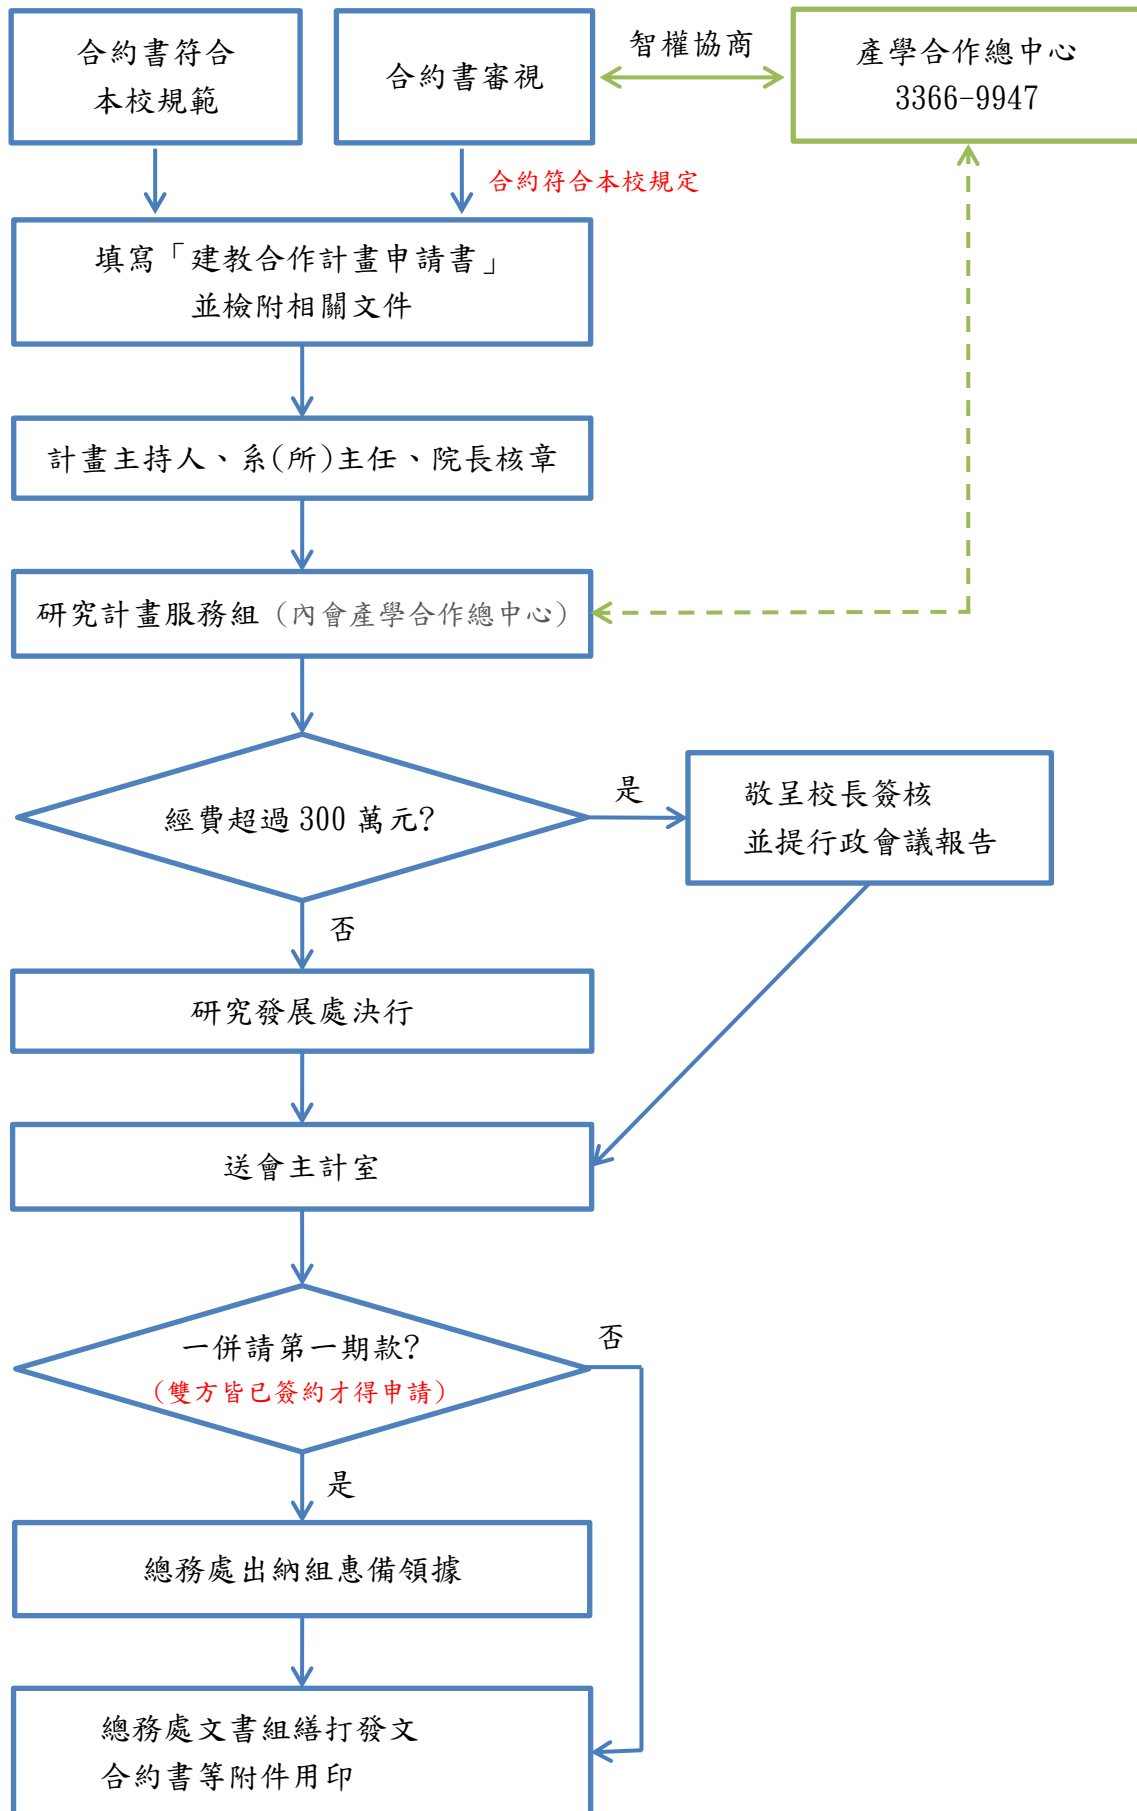 合約書符合
本校規範
合約書審視
智權協商
產學合作總中心
3366-9947
合約符合本校規定
填寫「建教合作計畫申請書」
並檢附相關文件
計畫主持人、系(所)主任、院長核章
研究計畫服務組（內會產學合作總中心）
經費超過 300 萬元?
是
敬呈校長簽核
並提行政會議報告
否
研究發展處決行
送會主計室
一併請第一期款?
（雙方皆已簽約才得申請）
否
是
總務處出納組惠備領據
總務處文書組繕打發文
合約書等附件用印